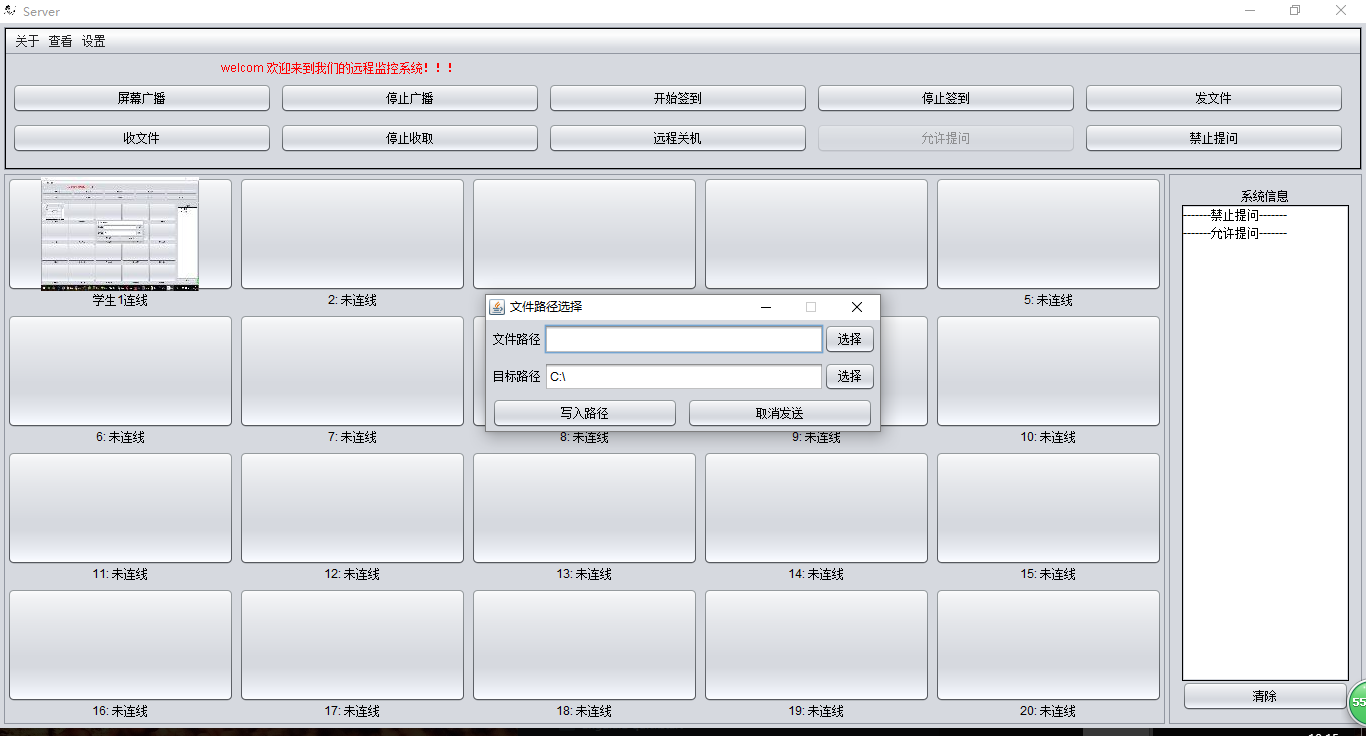 Server
关于 查看 设置
welcom 欢迎来到我们的远程监控系统！！！
屏幕广播 停止广播 开始签到 停止签到 发文件
收文件 停止收取 远程关机 允许提问 禁止提问
系统信息
-------禁止提问-------
-------允许提问-------
学生1连线 2: 未连线 5: 未连线
文件路径选择
文件路径 选择
目标路径 C:\ 选择
写入路径 取消发送
6: 未连线 7: 未连线 8: 未连线 9: 未连线 10: 未连线
11: 未连线 12: 未连线 13: 未连线 14: 未连线 15: 未连线
16: 未连线 17: 未连线 18: 未连线 19: 未连线 20: 未连线
清除
55